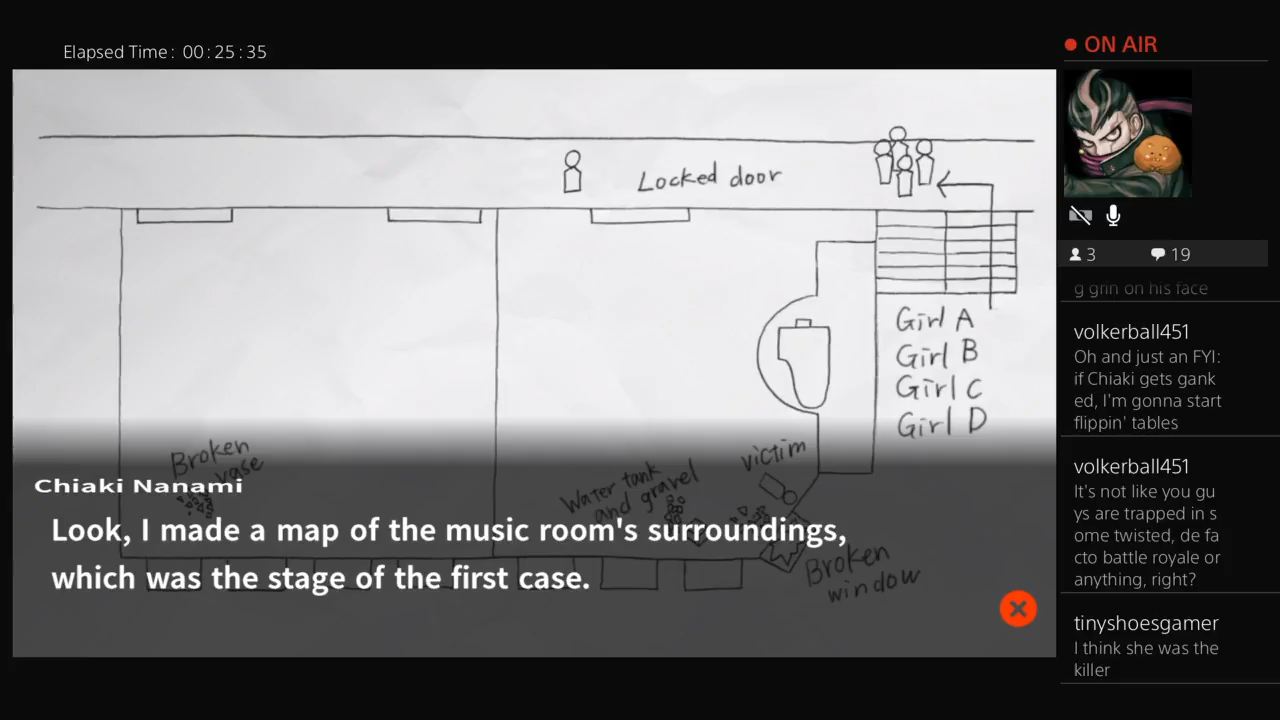 Elapsed Time: 00:25:35
ON AIR
Locked door
Girl A
Girl B
Girl C
Girl D
Broken
vase
Water tank
and gravel
victim
Broken
window
Chiaki Nanami
Look, I made a map of the music room's surroundings,
which was the stage of the first case.
3
19
g grin on his face
volkerball451
Oh and just an FYI:
if Chiaki gets gank
ed, I'm gonna start
flippin' tables
volkerball451
It's not like you gu
ys are trapped in s
ome twisted, de fa
cto battle royale or
anything, right?
tinyshoesgamer
I think she was the
killer